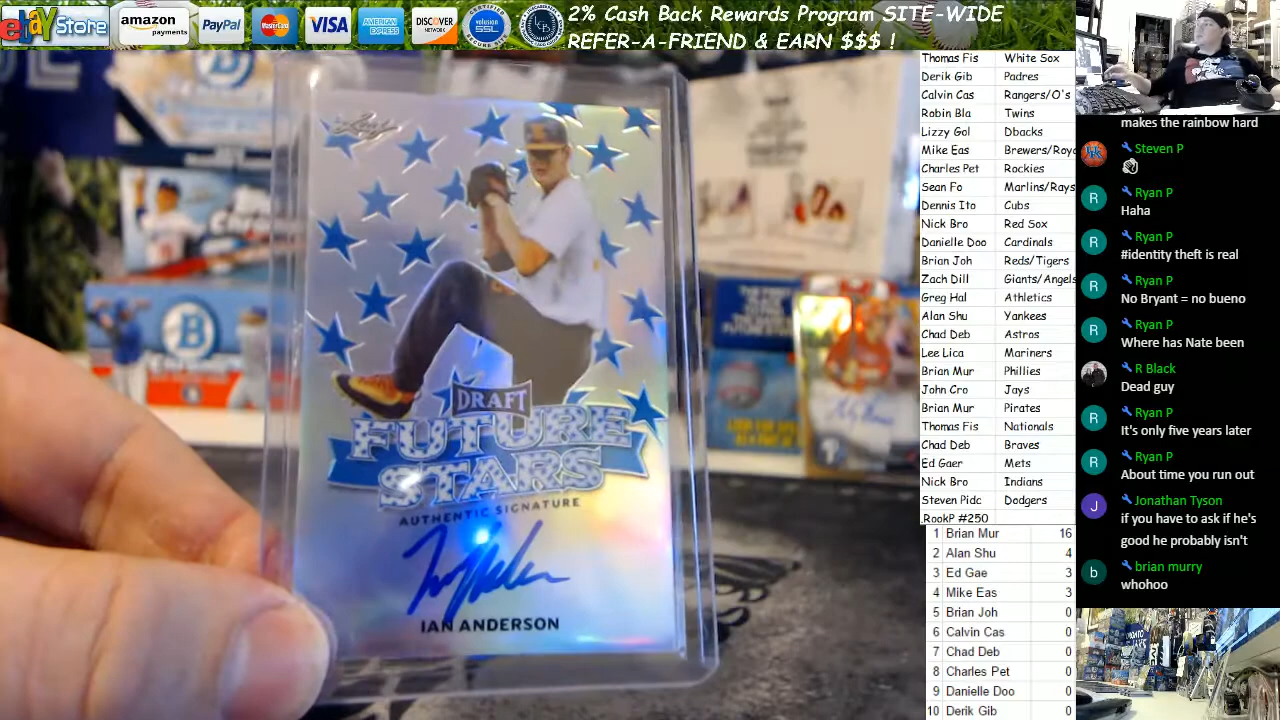 ebay Store
amazon
payments
PayPal
MasterCard
VISA
AMERICAN
EXPRESS
DISCOVER
NETWORK
CERTIFIED
volusion
SSL
SECURE
2% Cash Back Rewards Program SITE-WIDE
REFER-A-FRIEND & EARN $$$ !
Leaf
DRAFT
FUTURE
STARS
AUTHENTIC SIGNATURE
IAN ANDERSON
B
Thomas Fis White Sox
Derik Gib Padres
Calvin Cas Rangers/O's
Robin Bla Twins
Lizzy Gol Dbacks
Mike Eas Brewers/Roya
Charles Pet Rockies
Sean Fo Marlins/Rays
Dennis Ito Cubs
Nick Bro Red Sox
Danielle Doo Cardinals
Brian Joh Reds/Tigers
Zach Dill Giants/Angels
Greg Hal Athletics
Alan Shu Yankees
Chad Deb Astros
Lee Lica Mariners
Brian Mur Phillies
John Cro Jays
Brian Mur Pirates
Thomas Fis Nationals
Chad Deb Braves
Ed Gaer Mets
Nick Bro Indians
Steven Pidc Dodgers
.RookP #250
1 Brian Mur 16
2 Alan Shu 4
3 Ed Gae 3
4 Mike Eas 3
5 Brian Joh 0
6 Calvin Cas 0
7 Chad Deb 0
8 Charles Pet 0
9 Danielle Doo 0
10 Derik Gib 0
makes the rainbow hard
Steven P
R Ryan P
Haha
R Ryan P
#identity theft is real
R Ryan P
No Bryant = no bueno
R Ryan P
Where has Nate been
R Black
Dead guy
R Ryan P
It's only five years later
R Ryan P
About time you run out
J Jonathan Tyson
if you have to ask if he's
good he probably isn't
b brian murry
whohoo